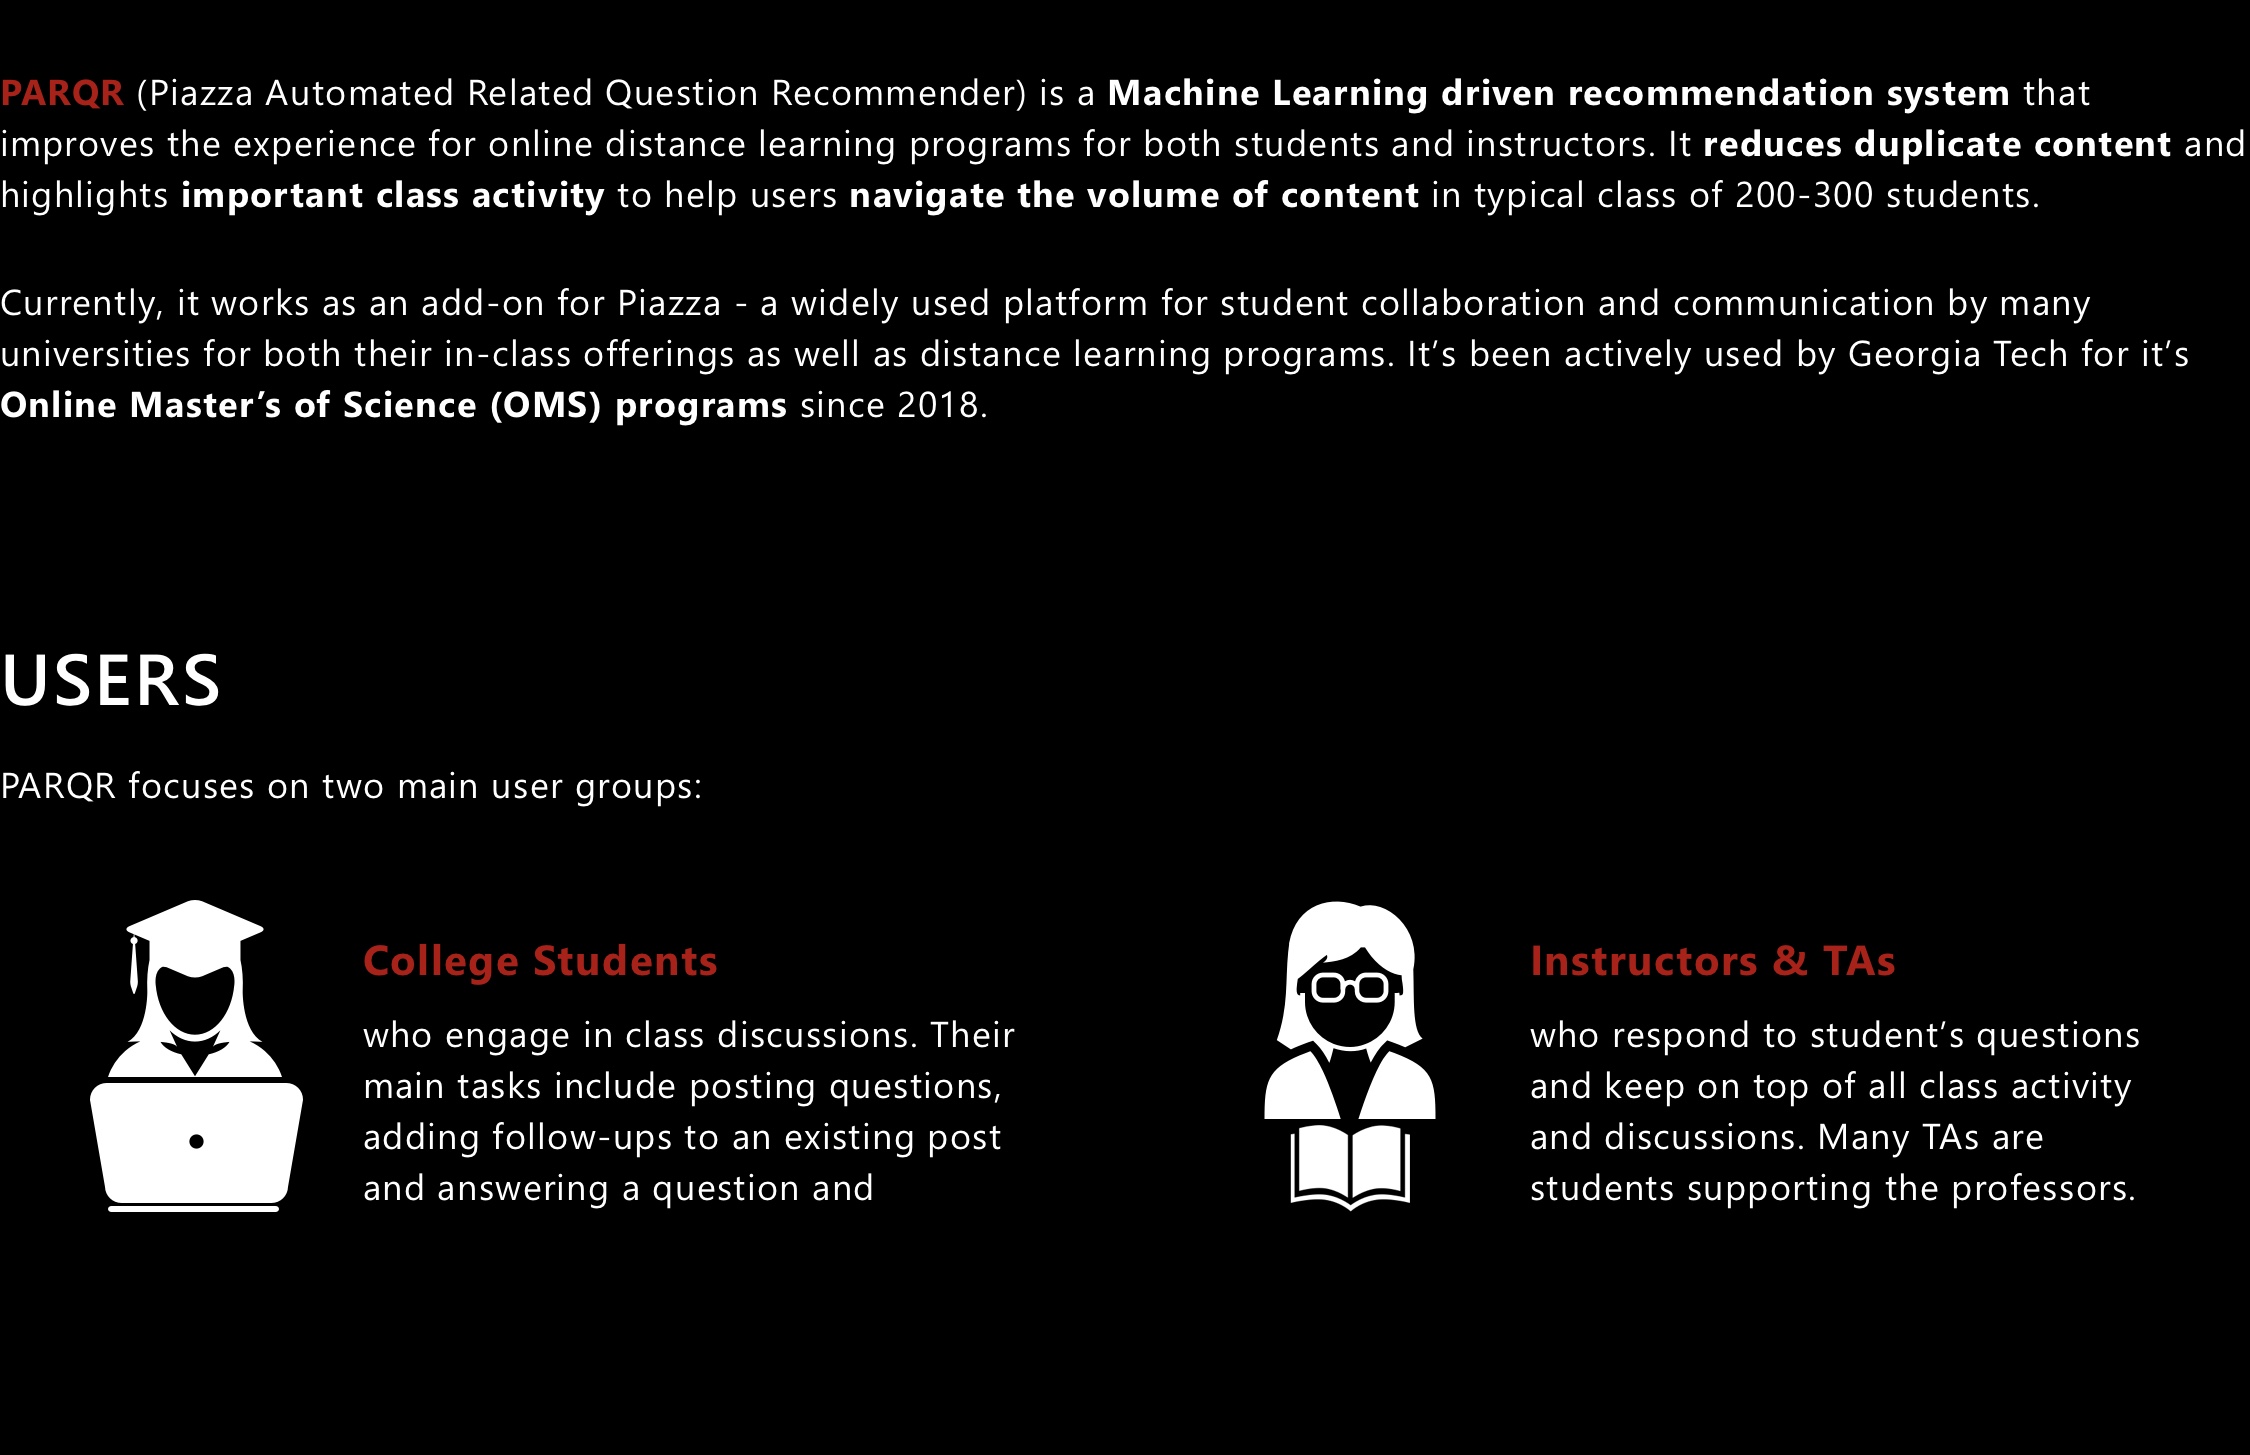 PARQR (Piazza Automated Related Question Recommender) is a Machine Learning driven recommendation system that
improves the experience for online distance learning programs for both students and instructors. It reduces duplicate content and
highlights important class activity to help users navigate the volume of content in typical class of 200-300 students.
Currently, it works as an add-on for Piazza - a widely used platform for student collaboration and communication by many
universities for both their in-class offerings as well as distance learning programs. It’s been actively used by Georgia Tech for it’s
Online Master’s of Science (OMS) programs since 2018.
USERS
PARQR focuses on two main user groups:
College Students
who engage in class discussions. Their
main tasks include posting questions,
adding follow-ups to an existing post
and answering a question and
Instructors & TAs
who respond to student’s questions
and keep on top of all class activity
and discussions. Many TAs are
students supporting the professors.